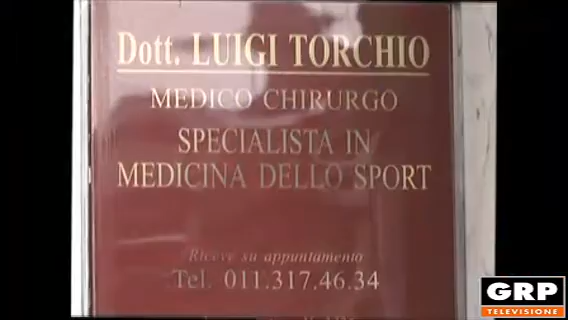 Dott. LUIGI TORCHIO
MEDICO CHIRURGO
SPECIALISTA IN
MEDICINA DELLO SPORT
Riceve su appuntamento
Tel. 011.317.46.34
GRP
TELEVISIONE